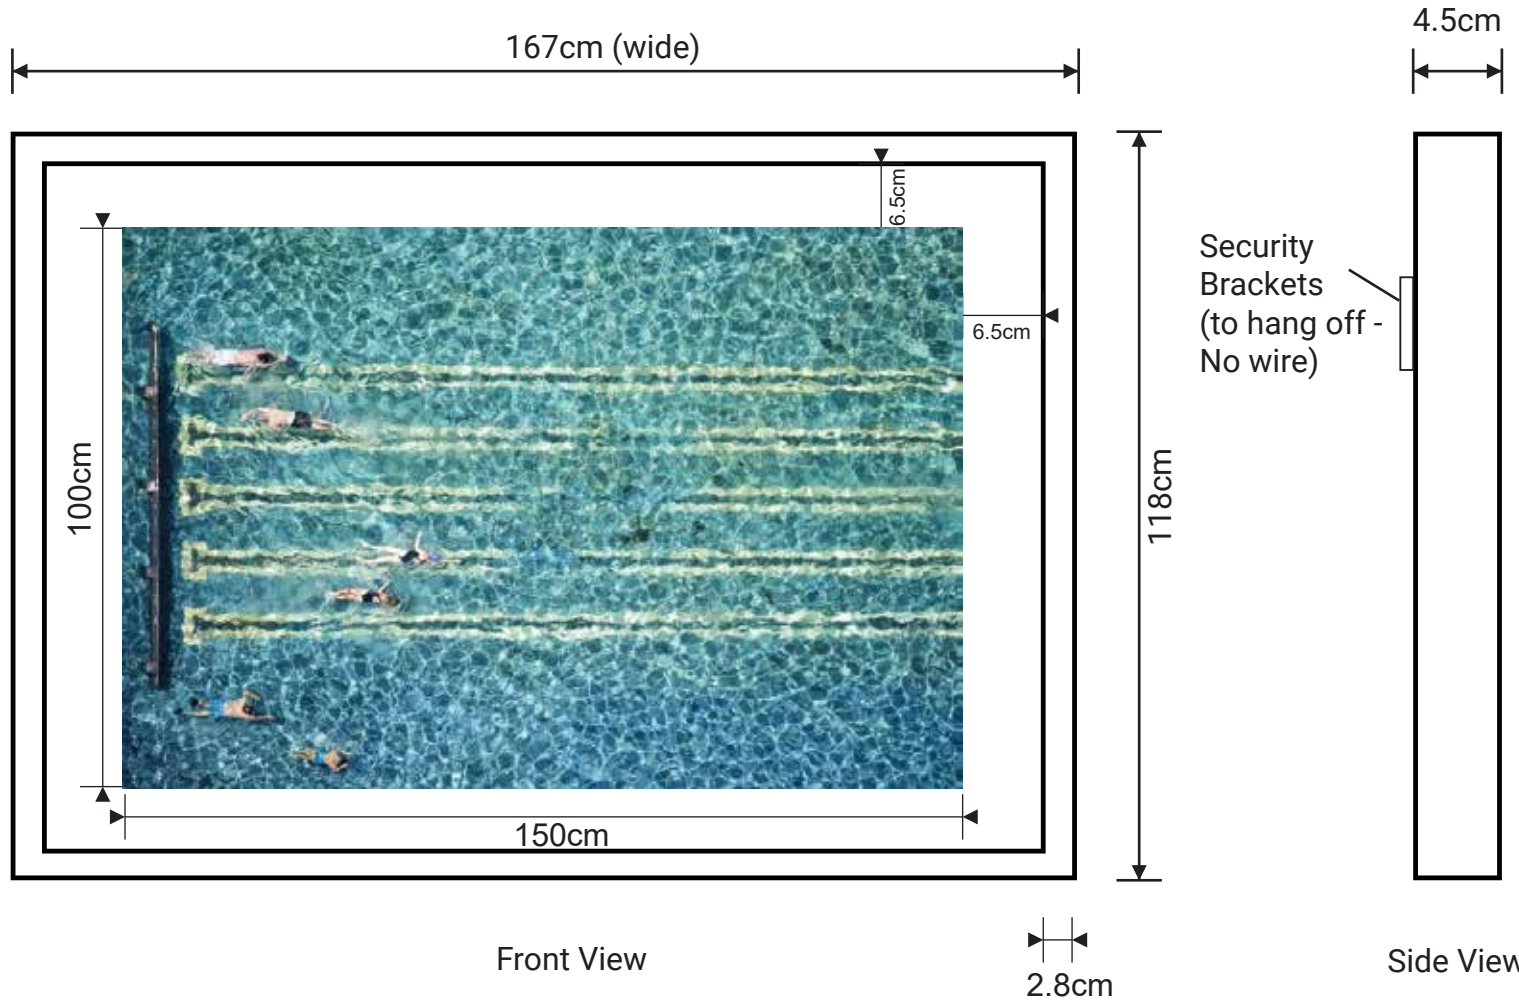 167cm (wide)
4.5cm
6.5cm
6.5cm
Security
Brackets
(to hang off -
No wire)
100cm
118cm
150cm
2.8cm
Front View
Side View